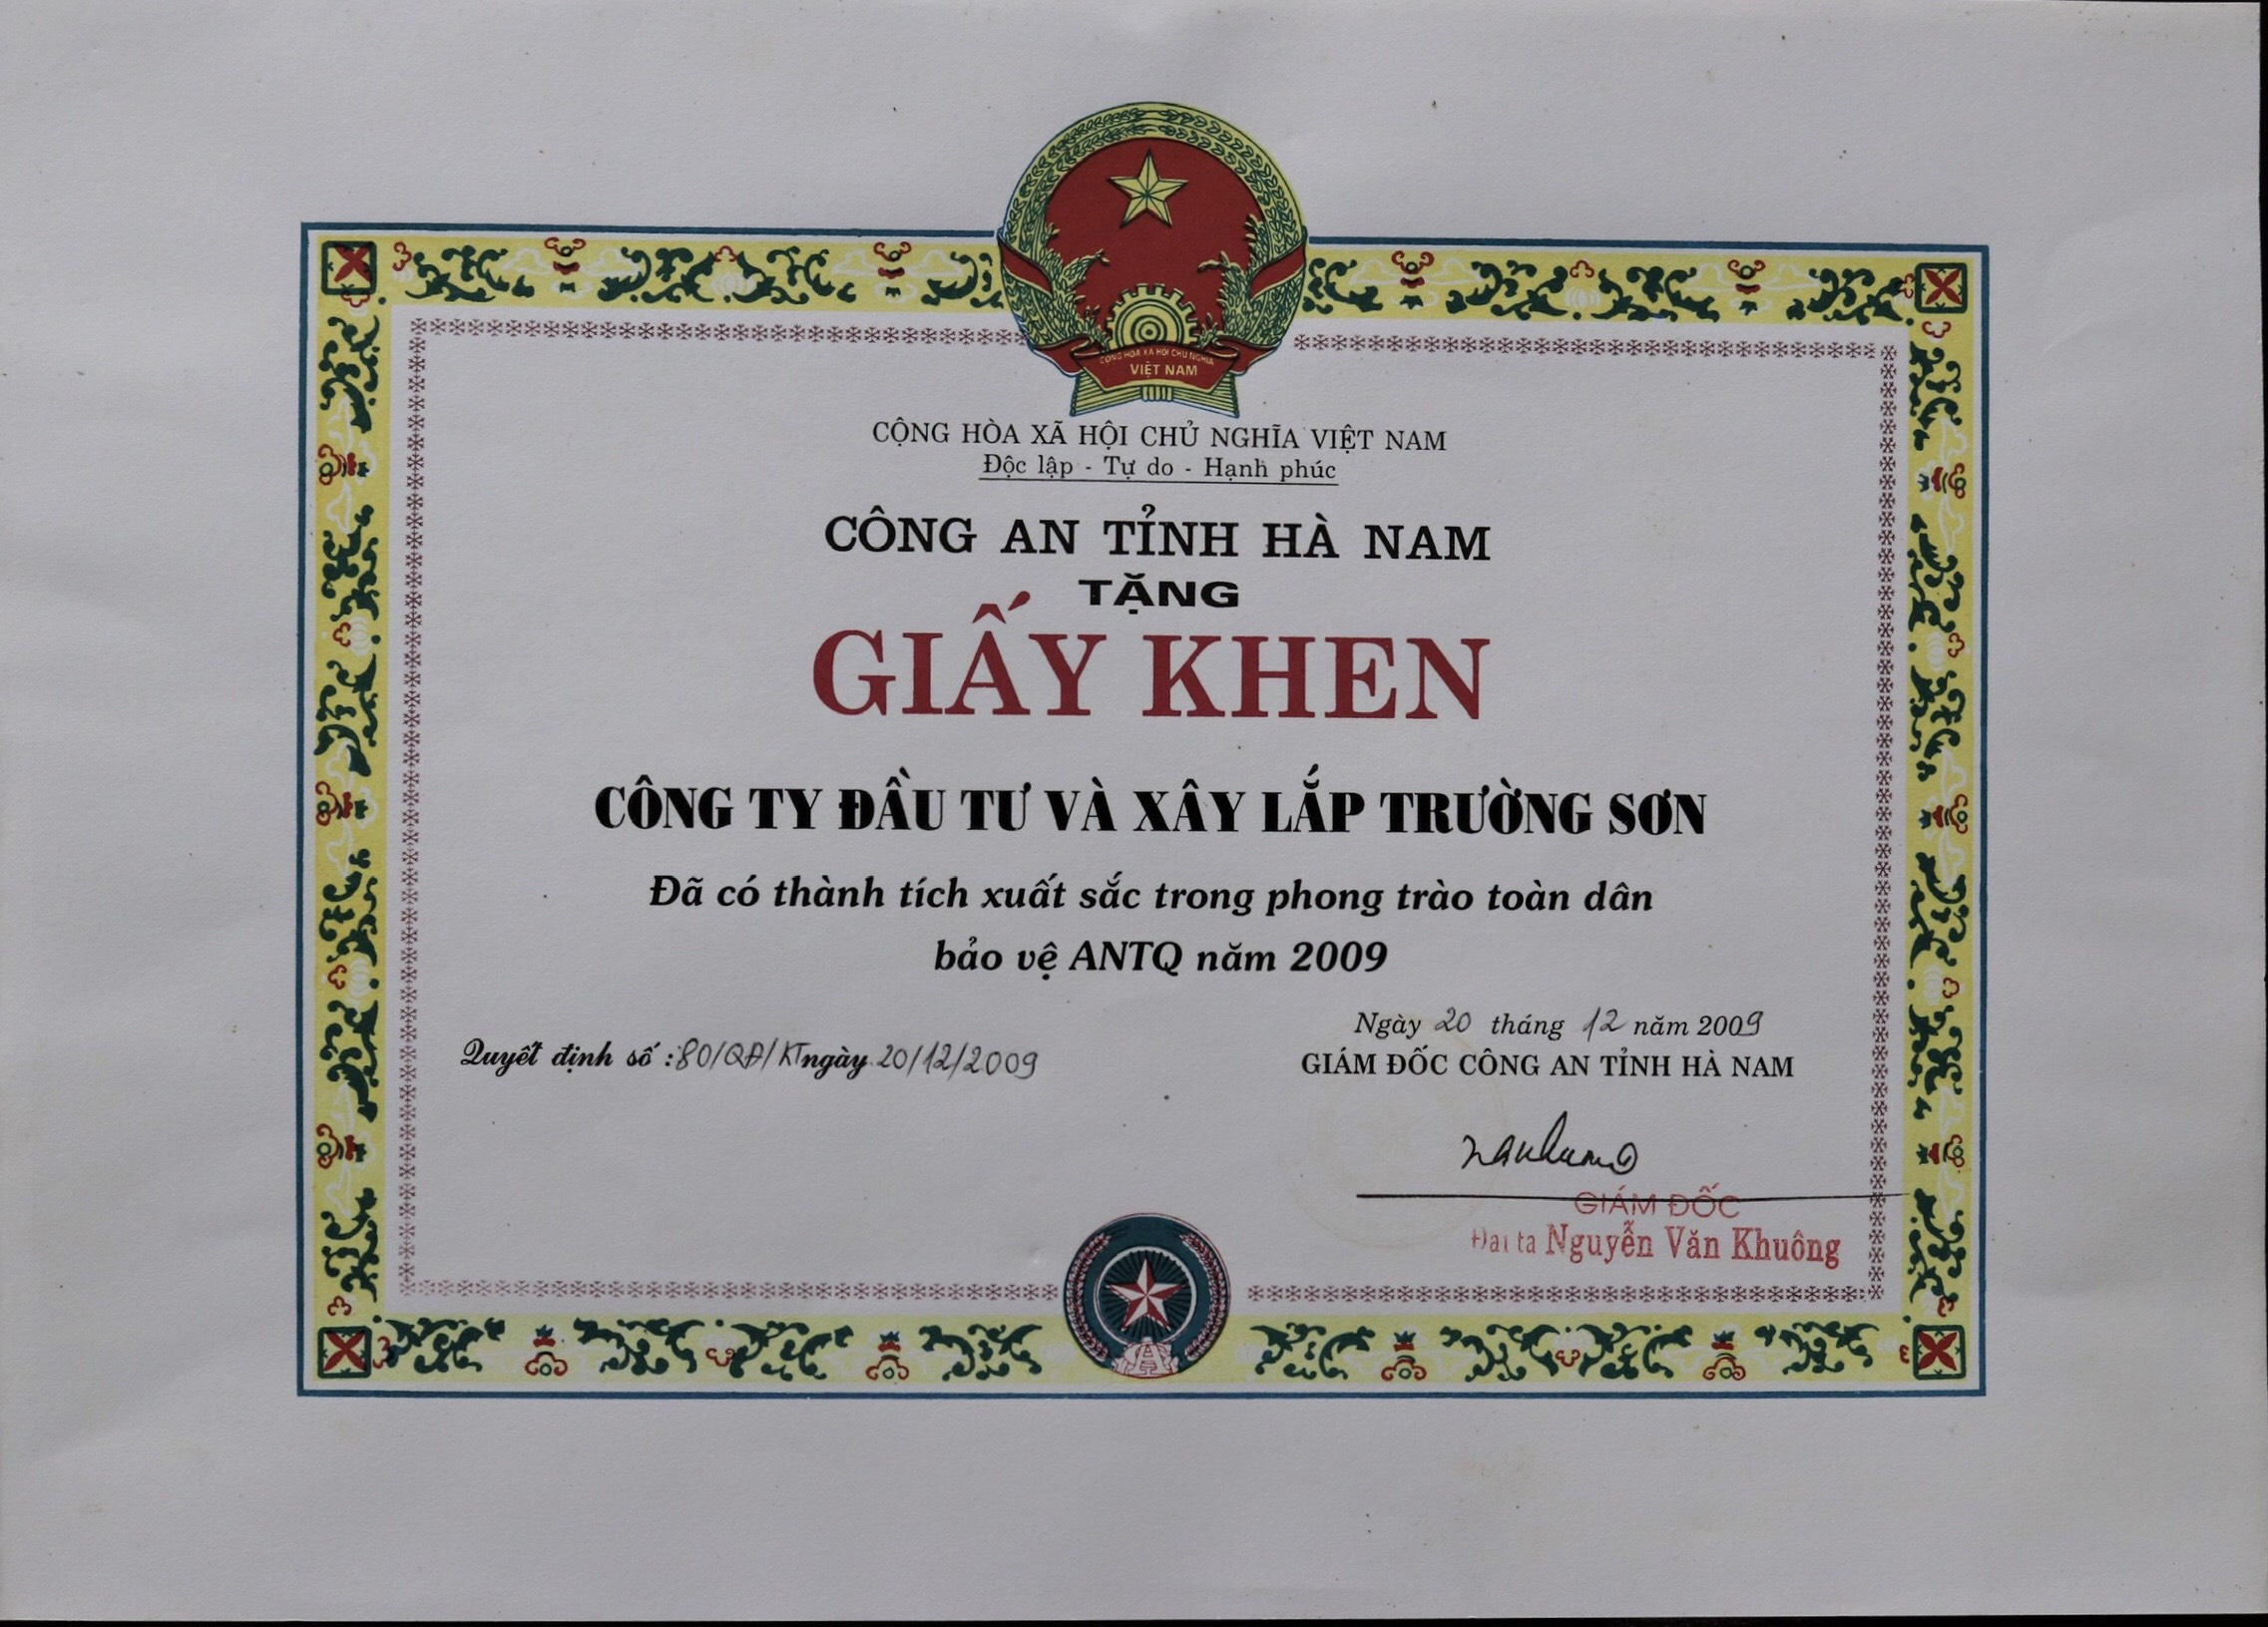 CỘNG HÒA XÃ HỘI CHỦ NGHĨA
VIỆT NAM
CỘNG HÒA XÃ HỘI CHỦ NGHĨA VIỆT NAM
Độc lập - Tự do - Hạnh phúc
CÔNG AN TỈNH HÀ NAM
TẶNG
GIẤY KHEN
CÔNG TY ĐẦU TƯ VÀ XÂY LẮP TRƯỜNG SƠN
Đã có thành tích xuất sắc trong phong trào toàn dân
bảo vệ ANTQ năm 2009
Ngày 20 tháng 12 năm 2009
Quyết định số : 80/QĐ/KT ngày 20/12/2009
GIÁM ĐỐC CÔNG AN TỈNH HÀ NAM
GIÁM ĐỐC
Đại tá Nguyễn Văn Khuông